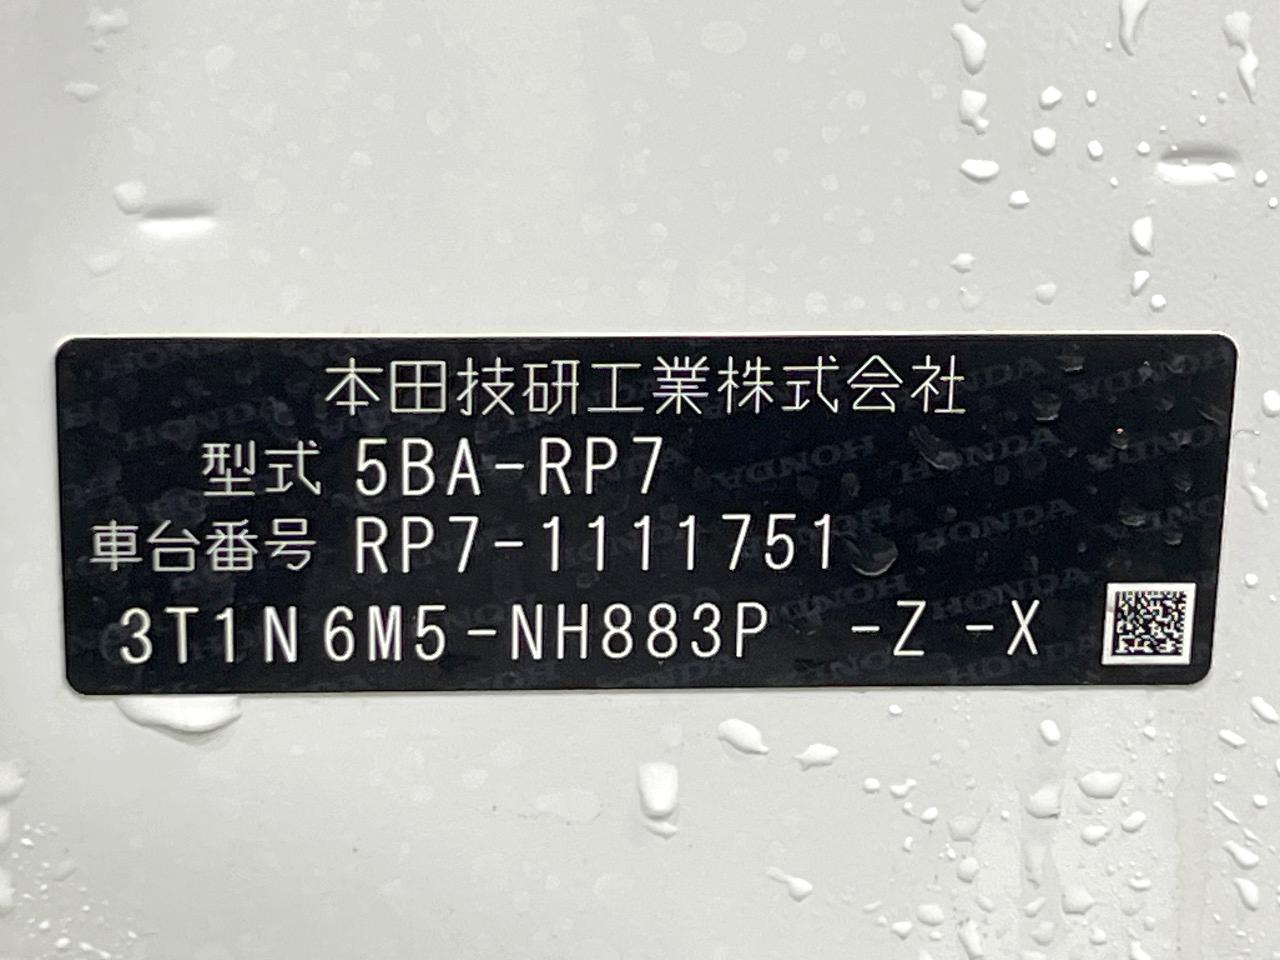 本田技研工業株式会社
型式 5BA-RP7
車台番号 RP7-1111751
3T1N6M5-NH883P -Z -X